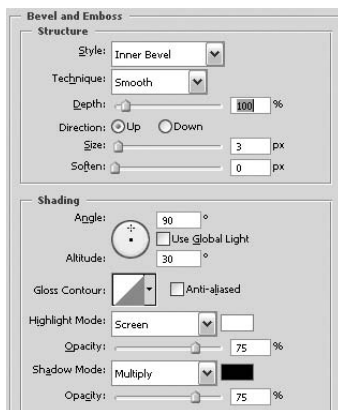 Bevel and Emboss
Structure
Style: Inner Bevel
Technique: Smooth
Depth: 100 %
Direction: Up Down
Size: 3 px
Soften: 0 px
Shading
Angle: 90 °
Use Global Light
Altitude: 30 °
Gloss Contour: Anti-aliased
Highlight Mode: Screen
Opacity: 75 %
Shadow Mode: Multiply
Opacity: 75 %